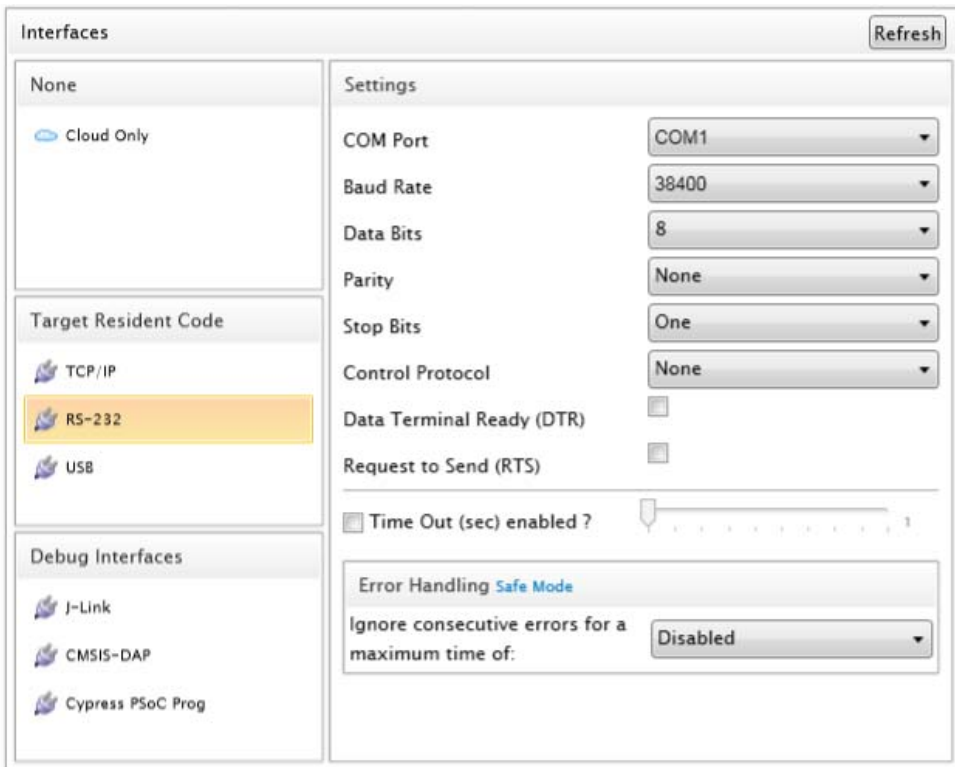 Interfaces
Refresh
None
Cloud Only
Target Resident Code
TCP/IP
RS-232
USB
Debug Interfaces
J-Link
CMSIS-DAP
Cypress PSoC Prog
Settings
COM Port COM1
Baud Rate 38400
Data Bits 8
Parity None
Stop Bits One
Control Protocol None
Data Terminal Ready (DTR)
Request to Send (RTS)
Time Out (sec) enabled ? 1
Error Handling Safe Mode
Ignore consecutive errors for a
maximum time of: Disabled